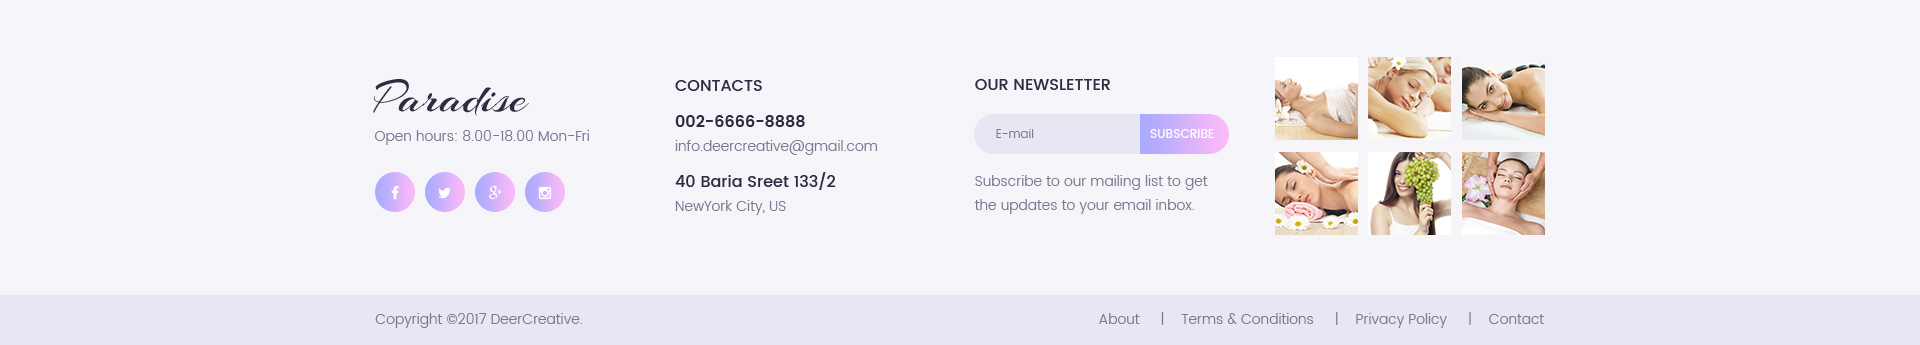 Paradise
Open hours: 8.00-18.00 Mon-Fri
CONTACTS
002-6666-8888
info.deercreative@gmail.com
40 Baria Sreet 133/2
NewYork City, US
OUR NEWSLETTER
E-mail
SUBSCRIBE
Subscribe to our mailing list to get
the updates to your email inbox.
Copyright ©2017 DeerCreative.
About | Terms & Conditions | Privacy Policy | Contact